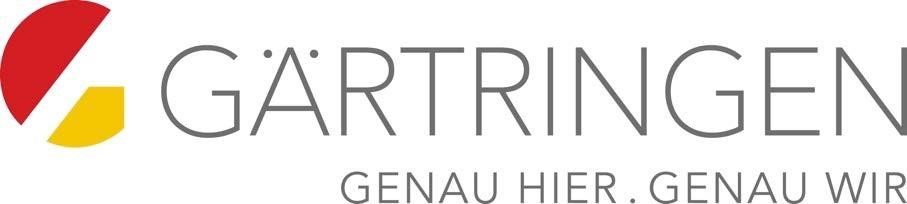 GÄRTRINGEN
GENAU HIER. GENAU WIR